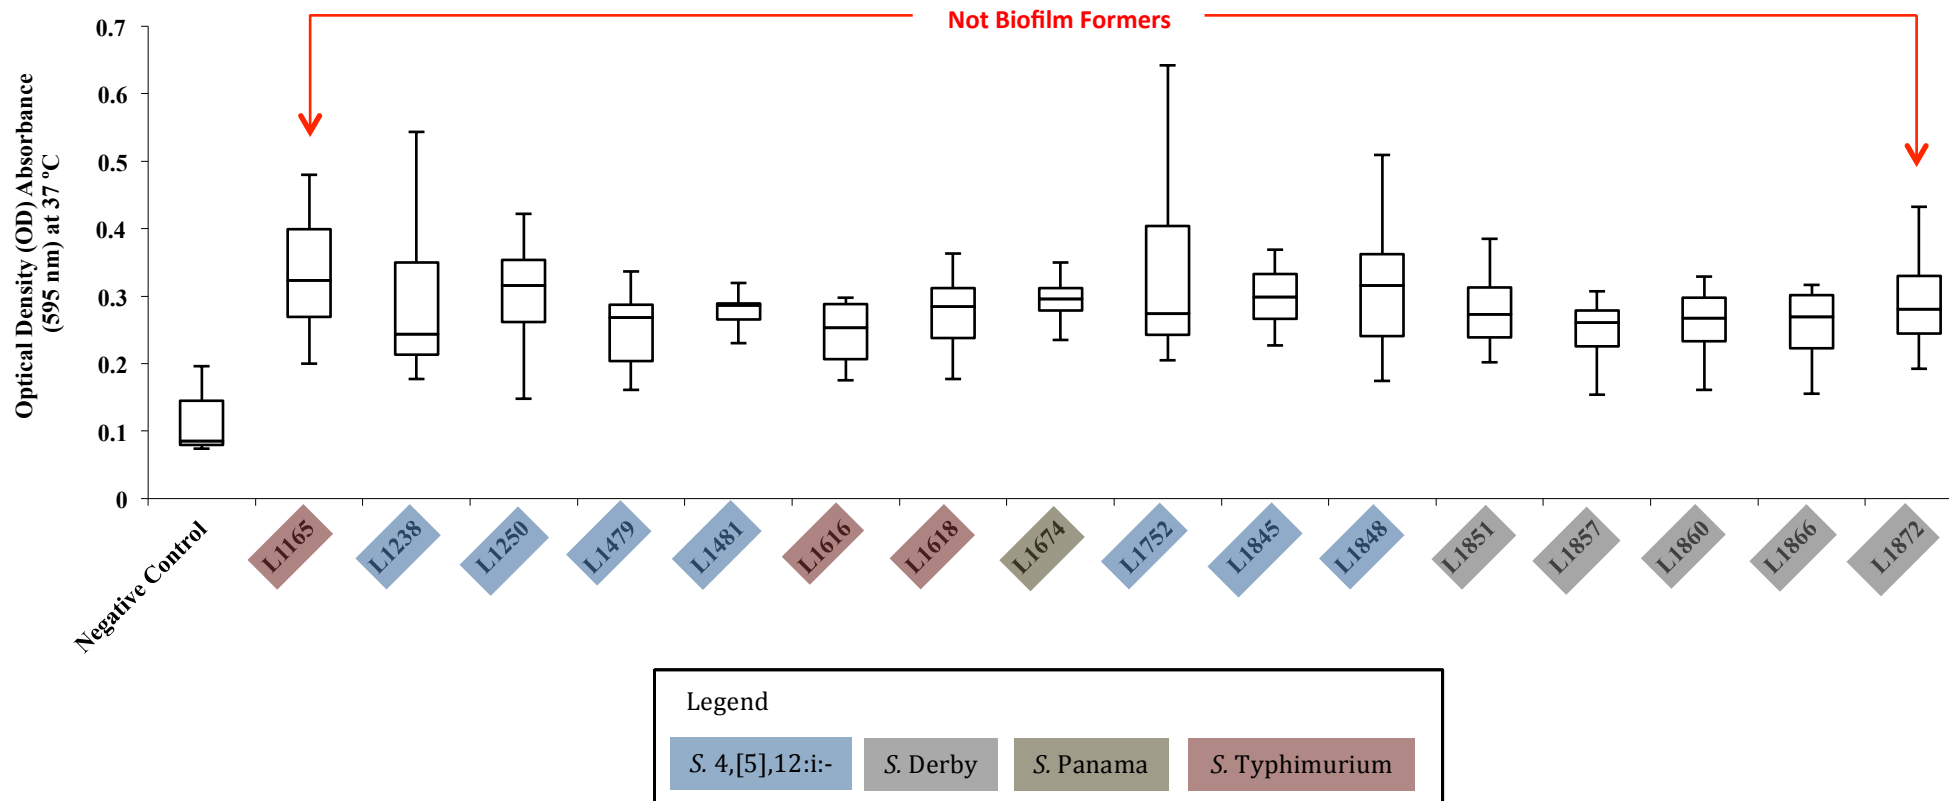 Not Biofilm Formers
Optical Density (OD) Absorbance
(595 nm) at 37 ºC
0.7
0.6
0.5
0.4
0.3
0.2
0.1
0
Negative Control
L1165
L1238
L1250
L1479
L1481
L1616
L1618
L1674
L1752
L1845
L1848
L1851
L1857
L1860
L1866
L1872
Legend
S. 4,[5],12:i:-
S. Derby
S. Panama
S. Typhimurium